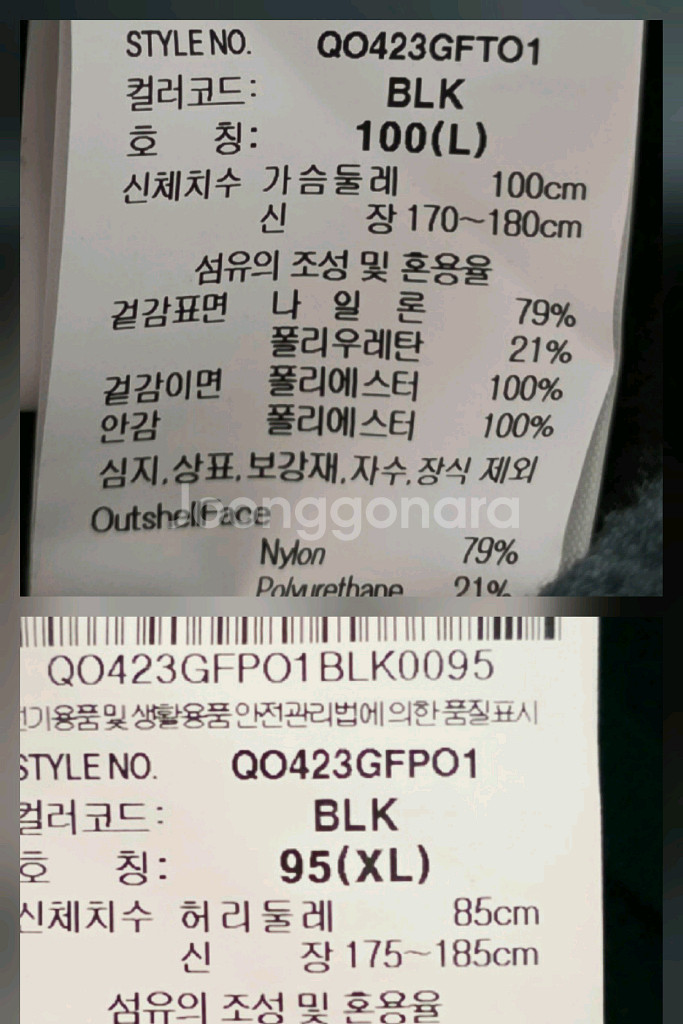 STYLE NO. QO423GFTO1
컬러코드: BLK
호 칭: 100(L)
신체치수 가슴둘레 100cm
신 장 170~180cm
섬유의 조성 및 혼용율
겉감표면 나 일 론 79%
폴리우레탄 21%
겉감이면 폴리에스터 100%
안감 폴리에스터 100%
심지,상표,보강재,자수,장식 제외
Joonggonara
Outshell Face
Nylon 79%
Polyurethane 21%
QO423GFPO1BLK0095
전기용품 및 생활용품 안전관리법에 의한 품질표시
STYLE NO. QO423GFPO1
컬러코드: BLK
호 칭: 95(XL)
신체치수 허리둘레 85cm
신 장 175~185cm
섬유의 조성 및 혼용율